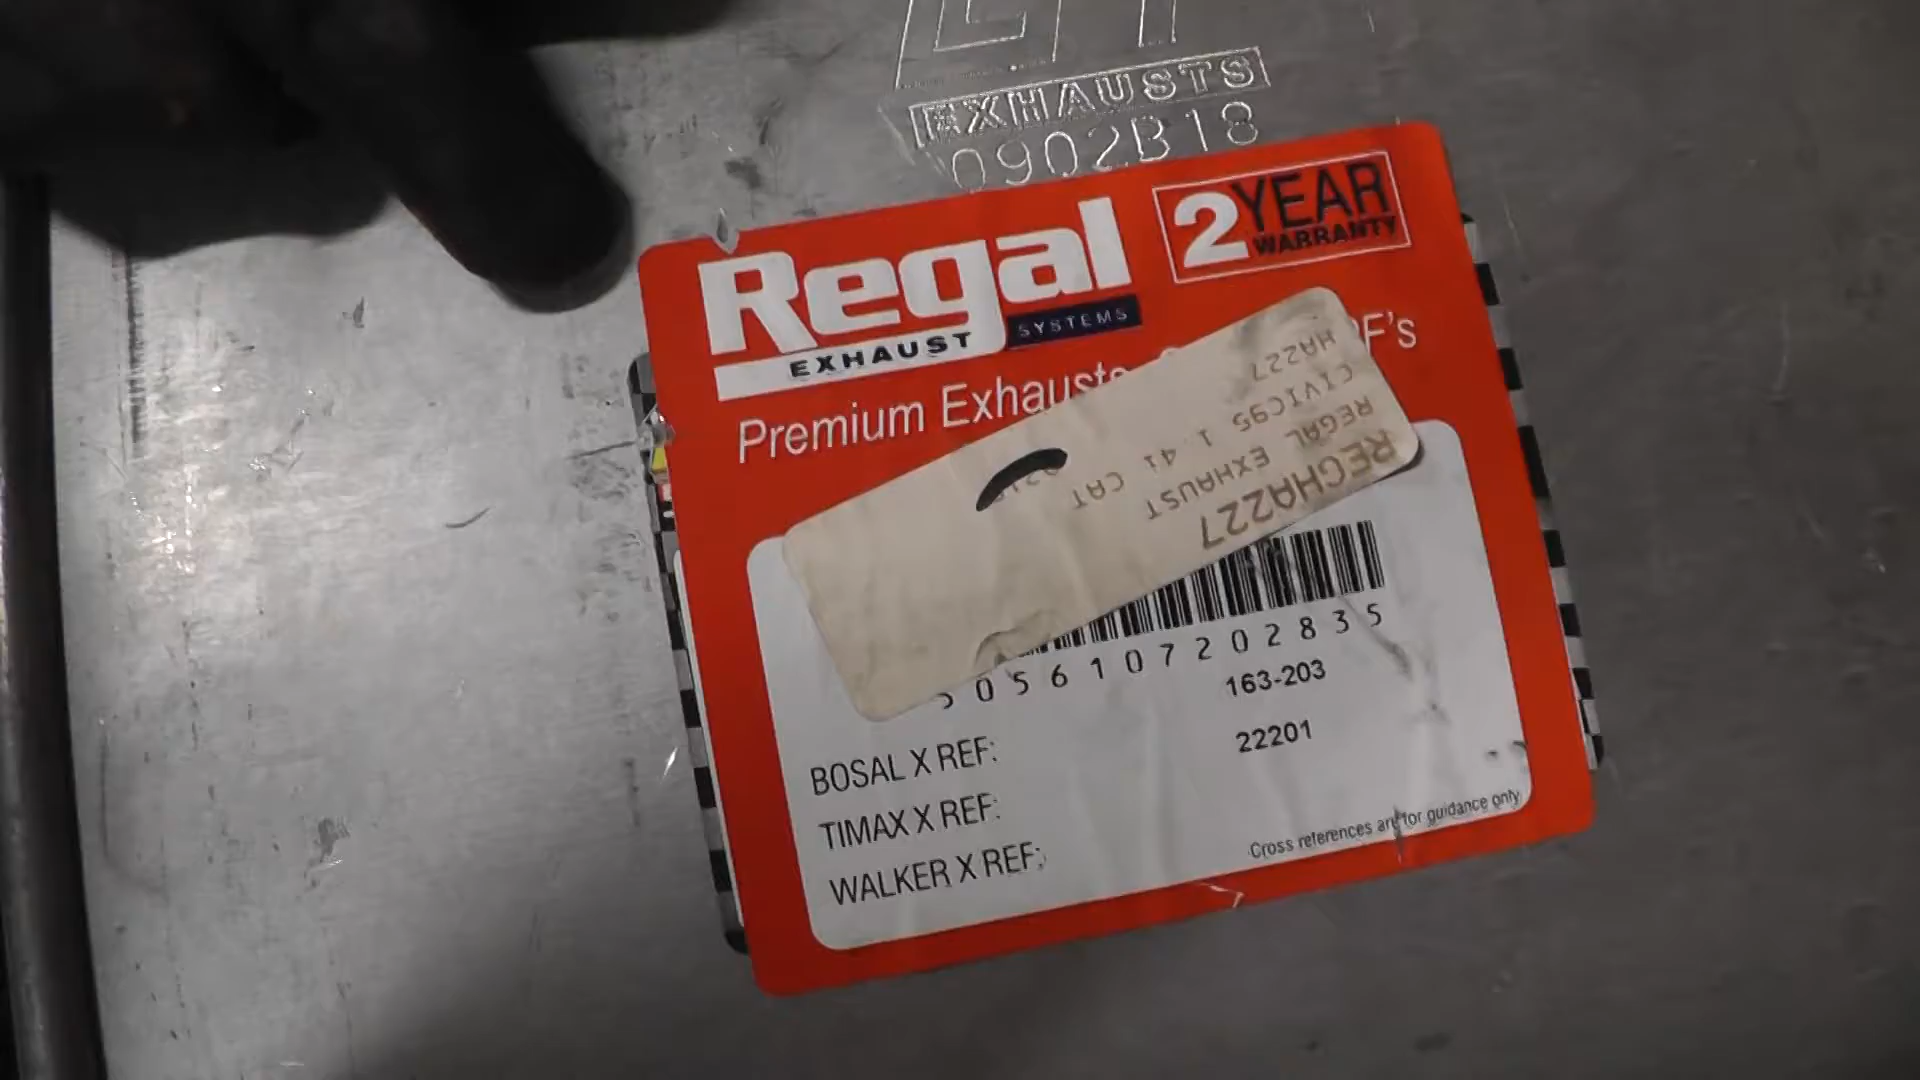 EXHAUSTS
0902B18
Regal
EXHAUST SYSTEMS
2 YEAR
WARRANTY
Premium Exhausts
F's
REGHA227
REGAL EXHAUST
CIVIC95 1.4i CAT
HA227
5056107202835
163-203
BOSAL X REF: 22201
TIMAX X REF:
WALKER X REF:
Cross references are for guidance only